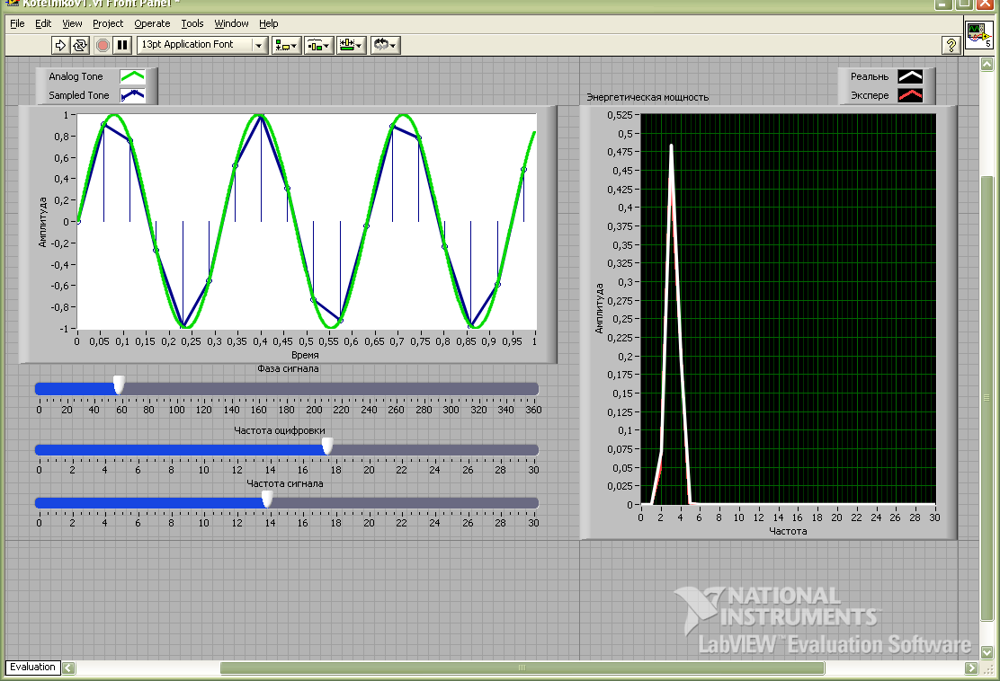 Kotelnikov1.vi Front Panel *
File Edit View Project Operate Tools Window Help
13pt Application Font
5
Analog Tone
Sampled Tone
Амплитуда
1
0,8
0,6
0,4
0,2
0
-0,2
-0,4
-0,6
-0,8
-1
0 0,05 0,1 0,15 0,2 0,25 0,3 0,35 0,4 0,45 0,5 0,55 0,6 0,65 0,7 0,75 0,8 0,85 0,9 0,95 1
Время
Фаза сигнала
0 20 40 60 80 100 120 140 160 180 200 220 240 260 280 300 320 340 360
Частота оцифровки
0 2 4 6 8 10 12 14 16 18 20 22 24 26 28 30
Частота сигнала
0 2 4 6 8 10 12 14 16 18 20 22 24 26 28 30
Реальнь
Экспере
Энергетическая мощность
Амплитуда
0,525
0,5
0,475
0,45
0,425
0,4
0,375
0,35
0,325
0,3
0,275
0,25
0,225
0,2
0,175
0,15
0,125
0,1
0,075
0,05
0,025
0
0 2 4 6 8 10 12 14 16 18 20 22 24 26 28 30
Частота
NATIONAL
INSTRUMENTS™
LabVIEW™ Evaluation Software
Evaluation